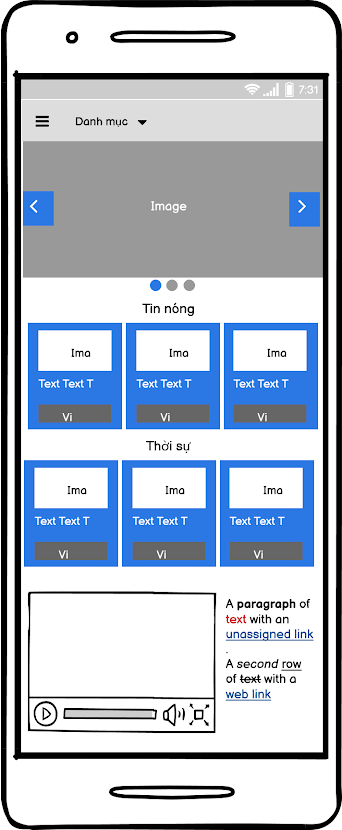 7:31
Danh mục
Image
Tin nóng
Ima Ima Ima
Text Text T Text Text T Text Text T
Vi Vi Vi
Thời sự
Ima Ima Ima
Text Text T Text Text T Text Text T
Vi Vi Vi
A paragraph of
text with an
unassigned link
.
A second row
of text with a
web link